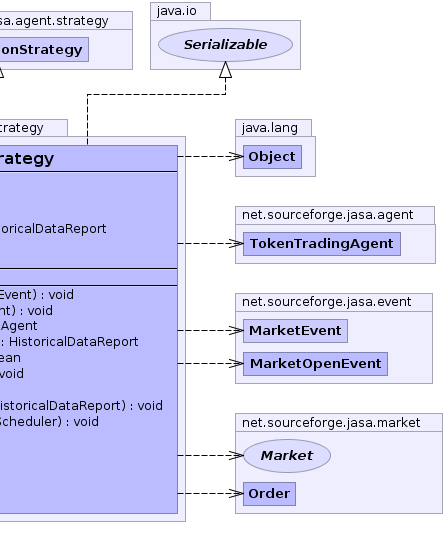 sa.agent.strategy
onStrategy
java.io
Serializable
trategy
rategy
oricalDataReport
Event) : void
nt) : void
Agent
: HistoricalDataReport
ean
void
istoricalDataReport) : void
Scheduler) : void
java.lang
Object
net.sourceforge.jasa.agent
TokenTradingAgent
net.sourceforge.jasa.event
MarketEvent
MarketOpenEvent
net.sourceforge.jasa.market
Market
Order